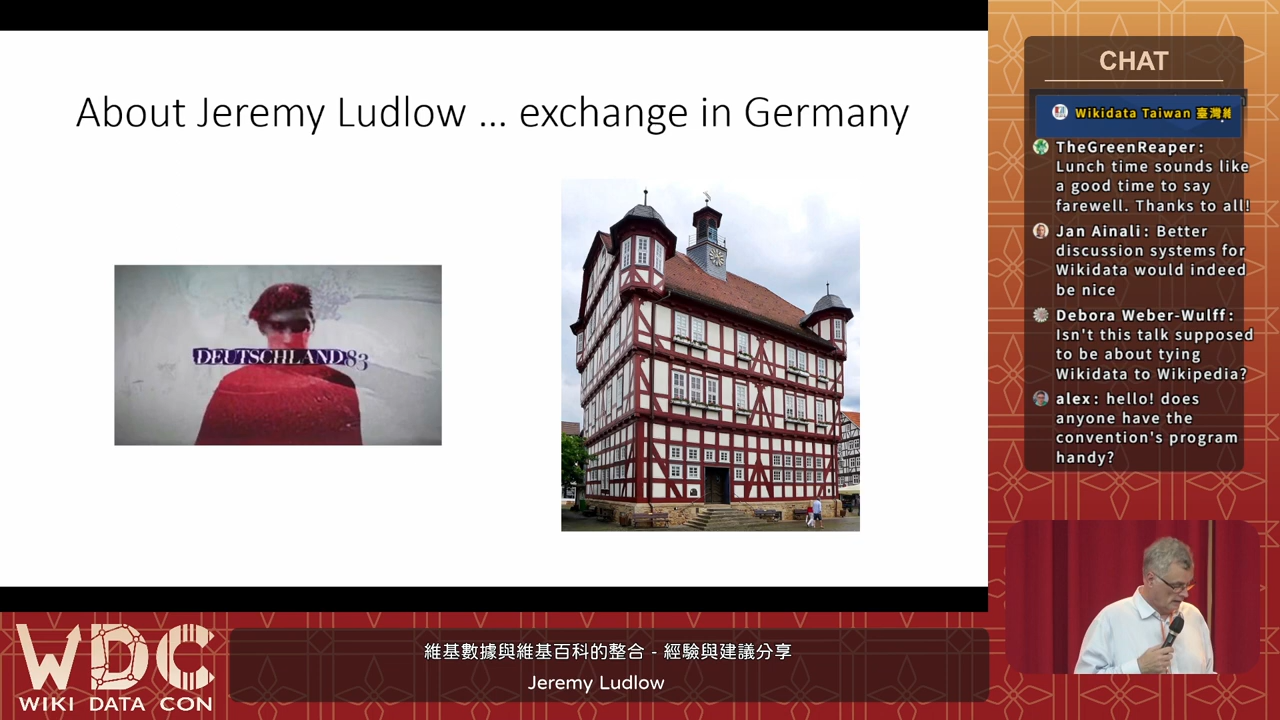 About Jeremy Ludlow ... exchange in Germany
DEUTSCHLAND83
CHAT
Wikidata Taiwan 臺灣維
TheGreenReaper:
Lunch time sounds like
a good time to say
farewell. Thanks to all!
Jan Ainali: Better
discussion systems for
Wikidata would indeed
be nice
Debora Weber-Wulff:
Isn't this talk supposed
to be about tying
Wikidata to Wikipedia?
alex: hello! does
anyone have the
convention's program
handy?
WDC
WIKI DATA CON
維基數據與維基百科的整合 - 經驗與建議分享
Jeremy Ludlow